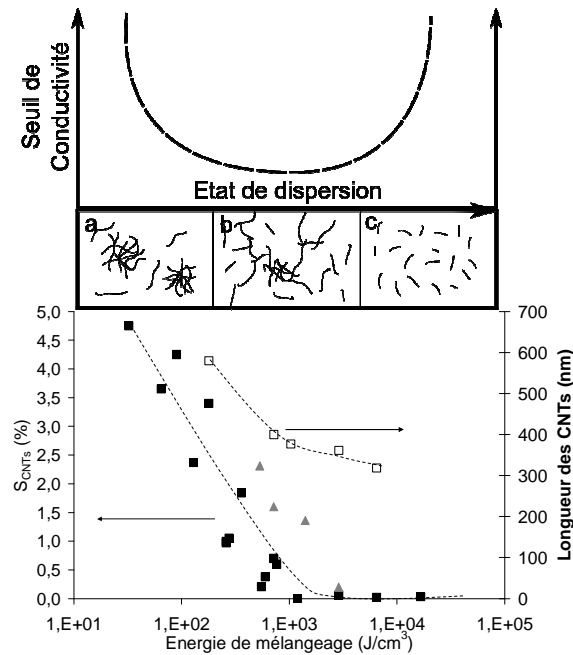 Seuil de
Conductivité
Etat de dispersion
a
b
c
5,0
4,5
4,0
3,5
3,0
2,5
2,0
1,5
1,0
0,5
0,0
S_CNTs (%)
700
600
500
400
300
200
100
0
Longueur des CNTs (nm)
1,E+01
1,E+02
1,E+03
1,E+04
1,E+05
Energie de mélangeage (J/cm³)